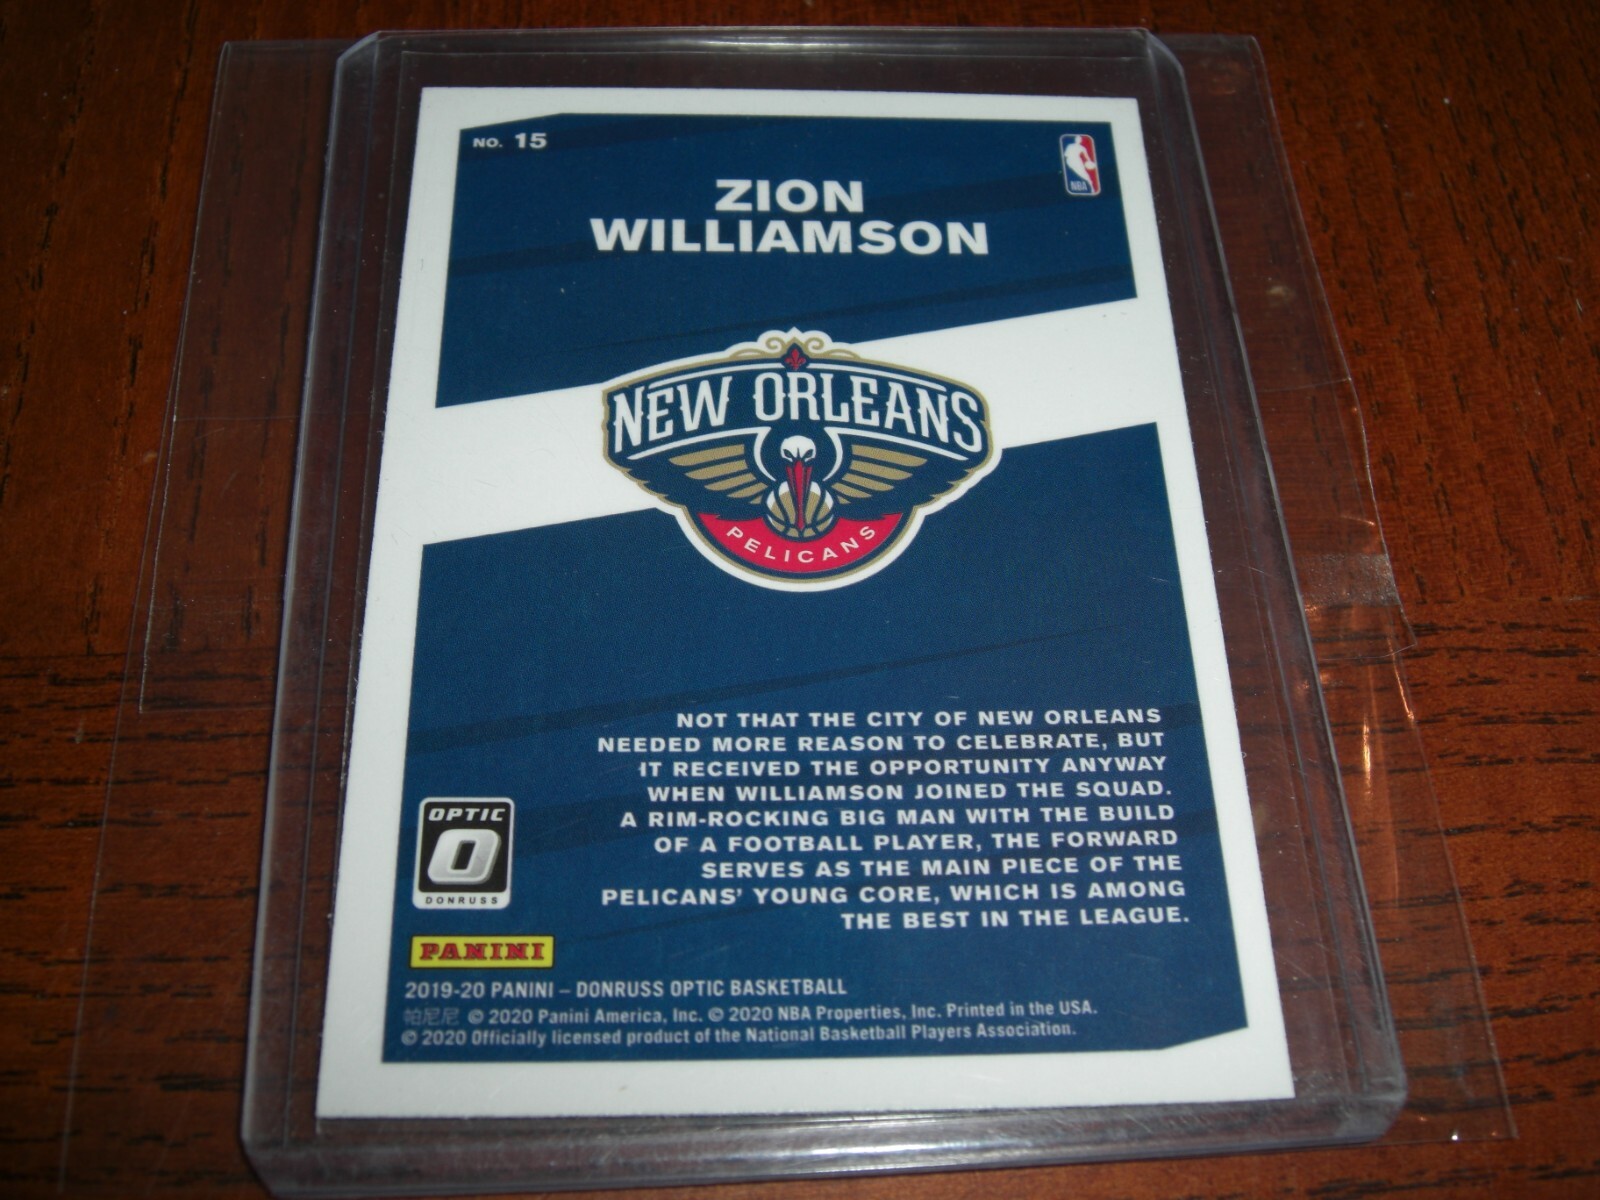 NO. 15
NBA
ZION
WILLIAMSON
NEW ORLEANS
PELICANS
NOT THAT THE CITY OF NEW ORLEANS
NEEDED MORE REASON TO CELEBRATE, BUT
IT RECEIVED THE OPPORTUNITY ANYWAY
WHEN WILLIAMSON JOINED THE SQUAD.
A RIM-ROCKING BIG MAN WITH THE BUILD
OF A FOOTBALL PLAYER, THE FORWARD
SERVES AS THE MAIN PIECE OF THE
PELICANS' YOUNG CORE, WHICH IS AMONG
THE BEST IN THE LEAGUE.
OPTIC
O
DONRUSS
PANINI
2019-20 PANINI – DONRUSS OPTIC BASKETBALL
帕尼尼 © 2020 Panini America, Inc. © 2020 NBA Properties, Inc. Printed in the USA.
© 2020 Officially licensed product of the National Basketball Players Association.